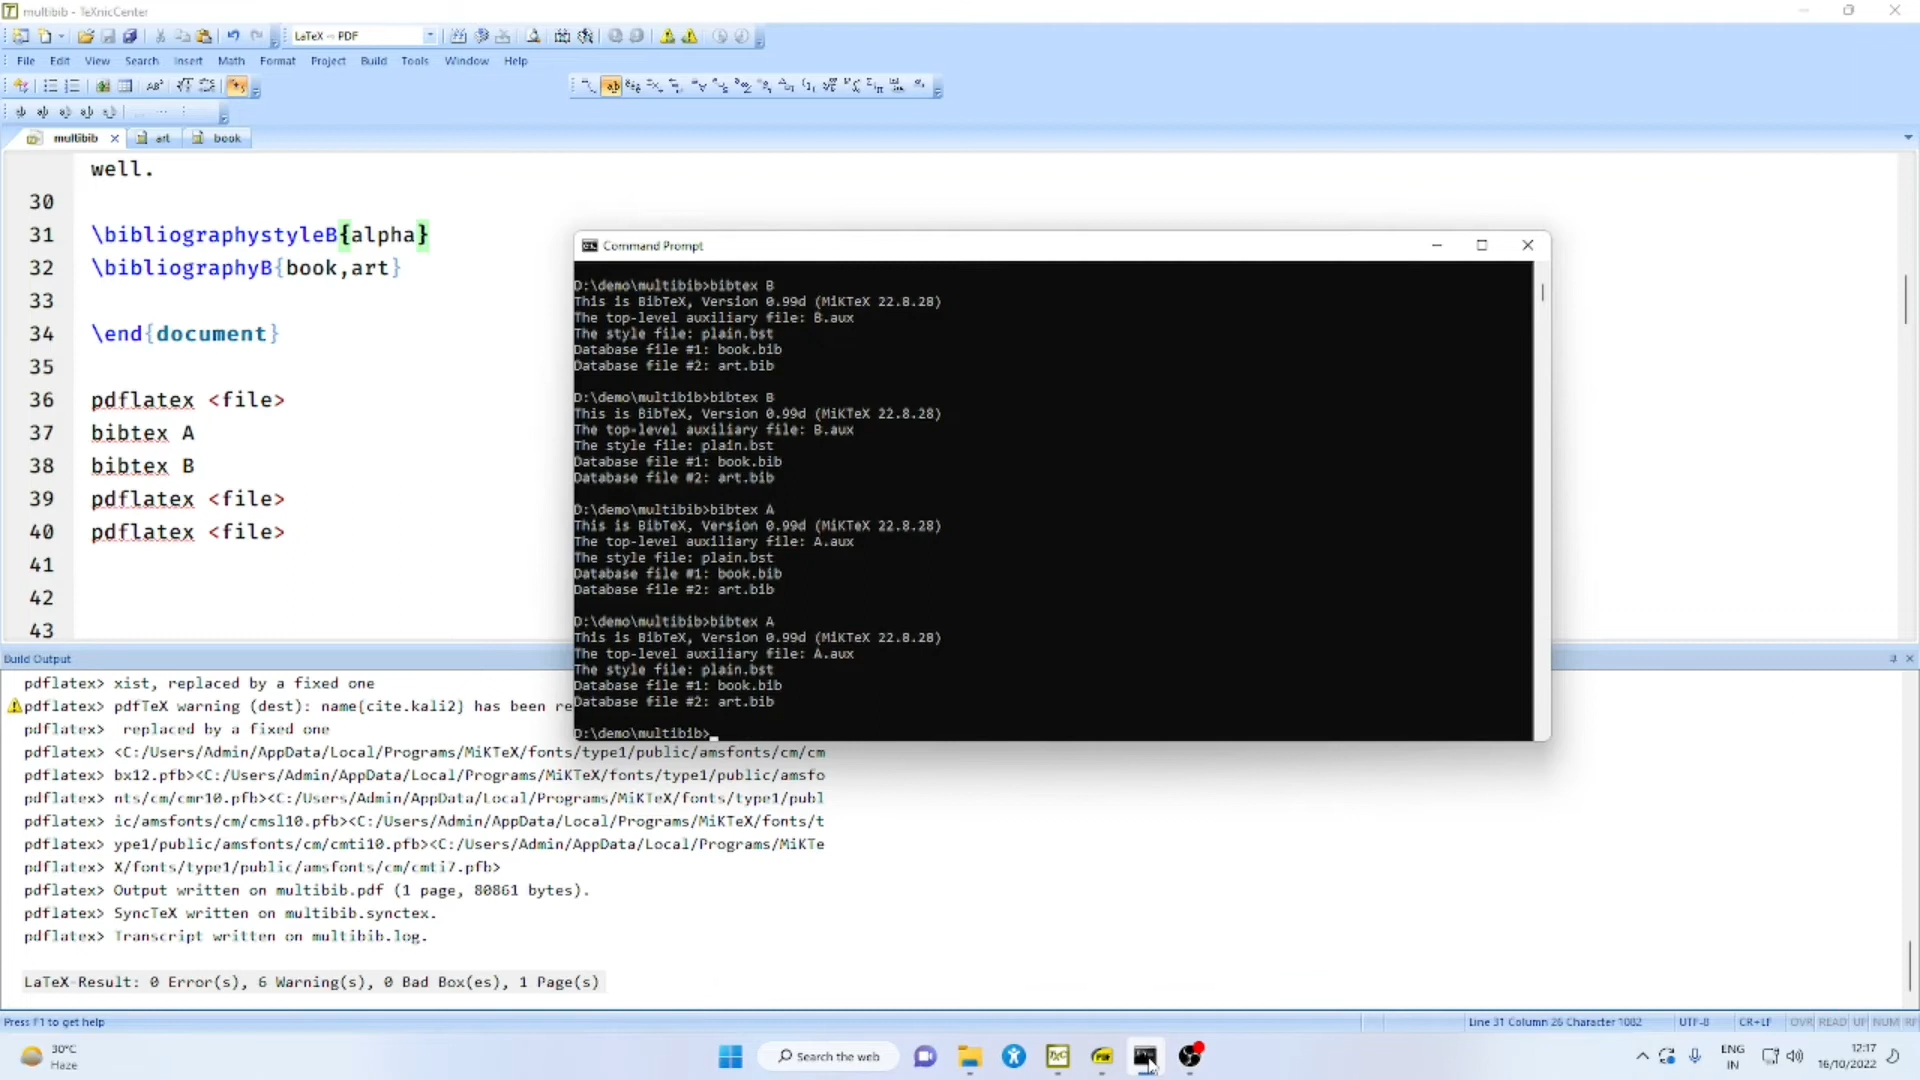 multibib - TeXnicCenter
LaTeX ⇒ PDF
File Edit View Search Insert Math Format Project Build Tools Window Help
multibib
art
book
well.
30
31 \bibliographystyleB{alpha}
32 \bibliographyB{book,art}
33
34 \end{document}
35
36 pdflatex <file>
37 bibtex A
38 bibtex B
39 pdflatex <file>
40 pdflatex <file>
41
42
43
Command Prompt
D:\demo\multibib>bibtex B
This is BibTeX, Version 0.99d (MiKTeX 22.8.28)
The top-level auxiliary file: B.aux
The style file: plain.bst
Database file #1: book.bib
Database file #2: art.bib
D:\demo\multibib>bibtex B
This is BibTeX, Version 0.99d (MiKTeX 22.8.28)
The top-level auxiliary file: B.aux
The style file: plain.bst
Database file #1: book.bib
Database file #2: art.bib
D:\demo\multibib>bibtex A
This is BibTeX, Version 0.99d (MiKTeX 22.8.28)
The top-level auxiliary file: A.aux
The style file: plain.bst
Database file #1: book.bib
Database file #2: art.bib
D:\demo\multibib>bibtex A
This is BibTeX, Version 0.99d (MiKTeX 22.8.28)
The top-level auxiliary file: A.aux
The style file: plain.bst
Database file #1: book.bib
Database file #2: art.bib
D:\demo\multibib>_
Build Output
pdflatex> xist, replaced by a fixed one
pdflatex> pdfTeX warning (dest): name{cite.kali2} has been re
pdflatex> replaced by a fixed one
pdflatex> <C:/Users/Admin/AppData/Local/Programs/MiKTeX/fonts/type1/public/amsfonts/cm/cm
pdflatex> bx12.pfb><C:/Users/Admin/AppData/Local/Programs/MiKTeX/fonts/type1/public/amsfo
pdflatex> nts/cm/cmr10.pfb><C:/Users/Admin/AppData/Local/Programs/MiKTeX/fonts/type1/publ
pdflatex> ic/amsfonts/cm/cmsl10.pfb><C:/Users/Admin/AppData/Local/Programs/MiKTeX/fonts/t
pdflatex> ype1/public/amsfonts/cm/cmti10.pfb><C:/Users/Admin/AppData/Local/Programs/MiKTe
pdflatex> X/fonts/type1/public/amsfonts/cm/cmti7.pfb>
pdflatex> Output written on multibib.pdf (1 page, 80861 bytes).
pdflatex> SyncTeX written on multibib.synctex.
pdflatex> Transcript written on multibib.log.
LaTeX-Result: 0 Error(s), 6 Warning(s), 0 Bad Box(es), 1 Page(s)
Press F1 to get help
Line 31 Column 26 Character 1082
UTF-8
CR+LF
OVR READ UF NUM RF
30°C
Haze
Search the web
ENG
IN
12:17
16/10/2022